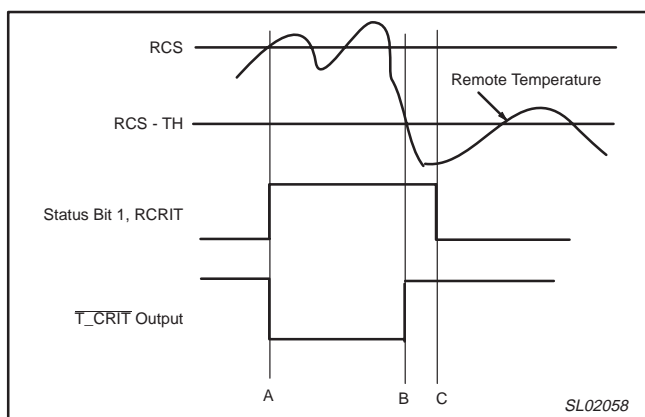 RCS
Remote Temperature
RCS - TH
Status Bit 1, RCRIT
T_CRIT Output
A
B
C
SL02058